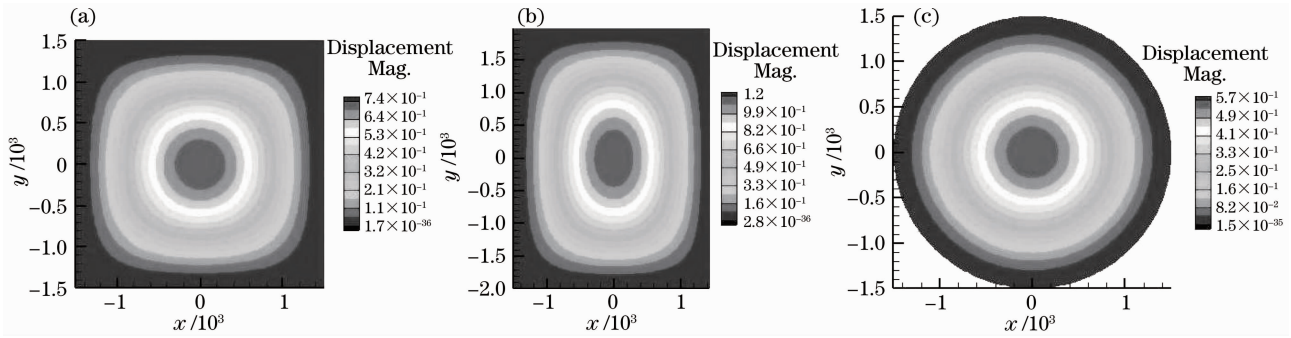 (a)
Displacement
Mag.
7.4×10⁻¹
6.4×10⁻¹
5.3×10⁻¹
4.2×10⁻¹
3.2×10⁻¹
2.1×10⁻¹
1.1×10⁻¹
1.7×10⁻³⁶
1.5
1.0
0.5
0
−0.5
−1.0
−1.5
y/10³
−1 0 1
x/10³
(b)
Displacement
Mag.
1.2
9.9×10⁻¹
8.2×10⁻¹
6.6×10⁻¹
4.9×10⁻¹
3.3×10⁻¹
1.6×10⁻¹
2.8×10⁻³⁶
1.5
1.0
0.5
0
−0.5
−1.0
−1.5
−2.0
y/10³
−1 0 1
x/10³
(c)
Displacement
Mag.
5.7×10⁻¹
4.9×10⁻¹
4.1×10⁻¹
3.3×10⁻¹
2.5×10⁻¹
1.6×10⁻¹
8.2×10⁻²
1.5×10⁻³⁵
1.5
1.0
0.5
0
−0.5
−1.0
−1.5
y/10³
−1 0 1
x/10³